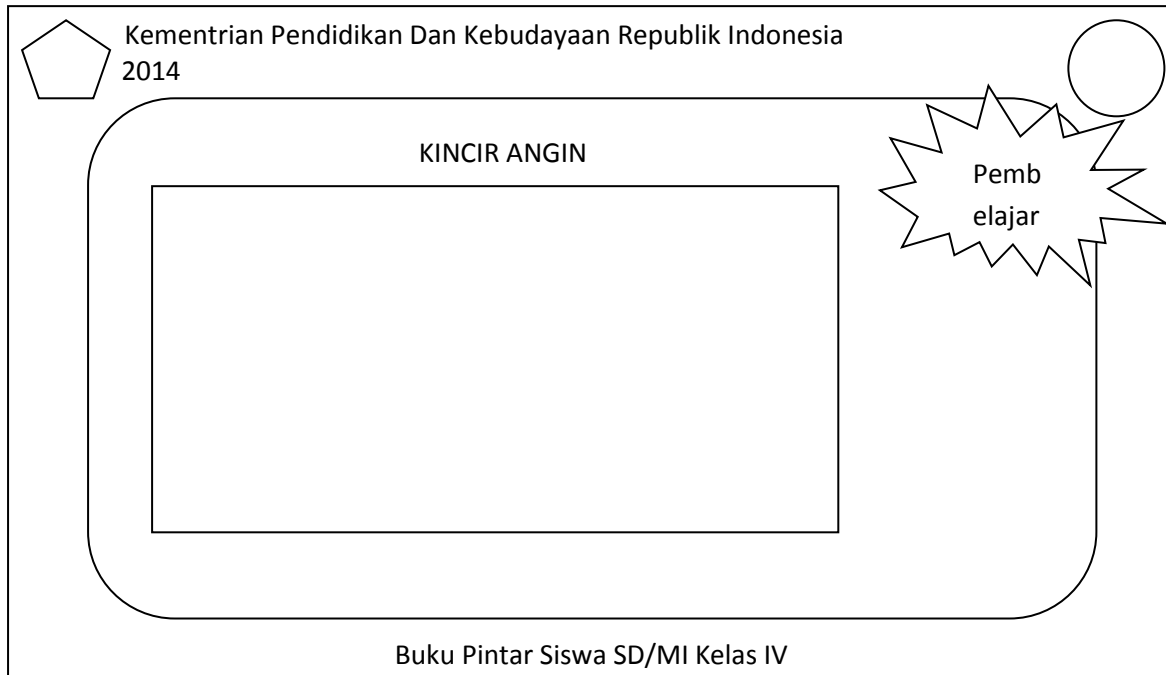 Kementrian Pendidikan Dan Kebudayaan Republik Indonesia
2014
KINCIR ANGIN
Pemb
elajar
Buku Pintar Siswa SD/MI Kelas IV